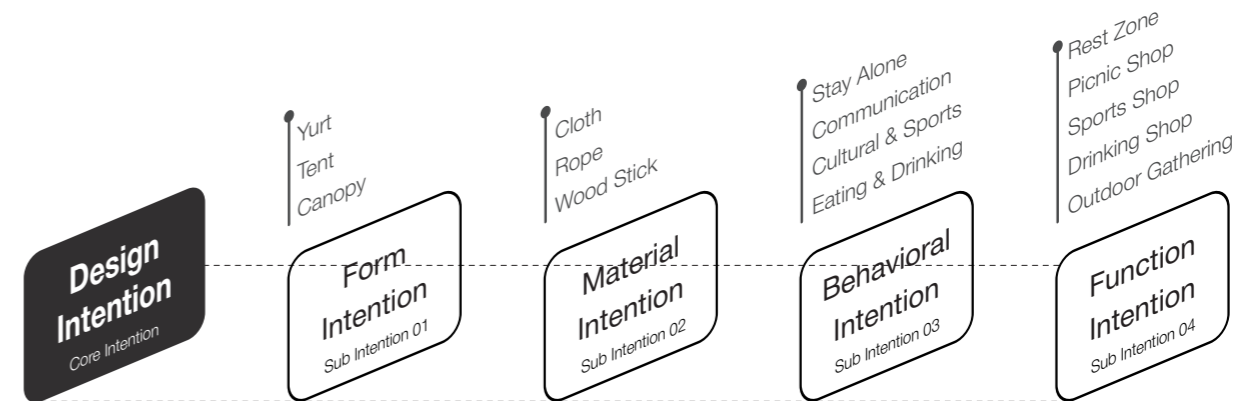 Design
Intention
Core Intention
Yurt
Tent
Canopy
Form
Intention
Sub Intention 01
Cloth
Rope
Wood Stick
Material
Intention
Sub Intention 02
Stay Alone
Communication
Cultural & Sports
Eating & Drinking
Behavioral
Intention
Sub Intention 03
Rest Zone
Picnic Shop
Sports Shop
Drinking Shop
Outdoor Gathering
Function
Intention
Sub Intention 04